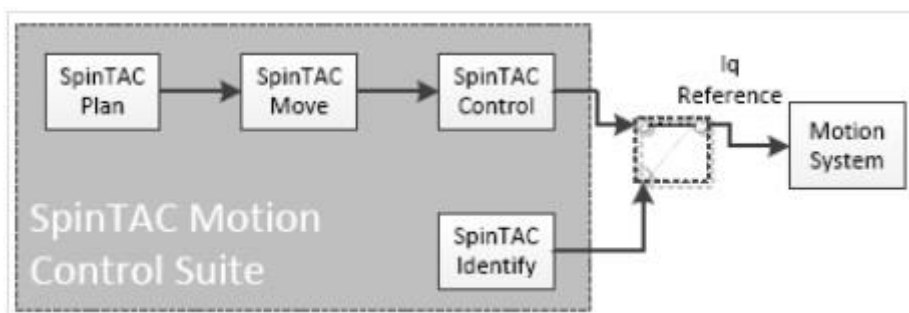 SpinTAC
Plan
SpinTAC
Move
SpinTAC
Control
Iq
Reference
Motion
System
SpinTAC Motion
Control Suite
SpinTAC
Identify